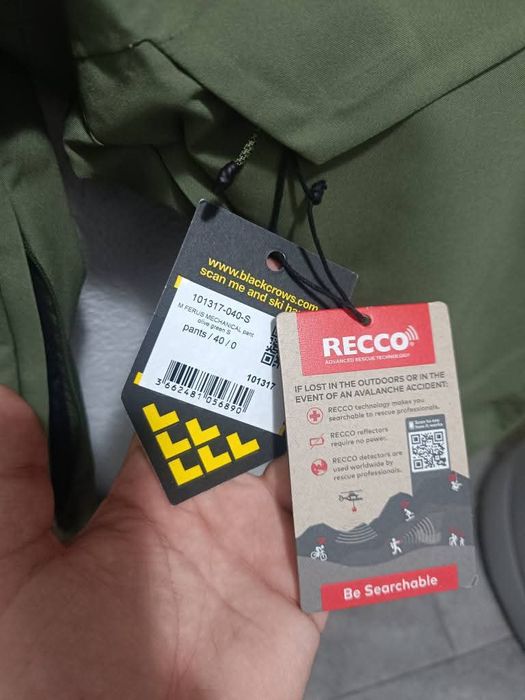 www.blackcrows.com
scan me and ski ha
101317-040-S
M FERUS MECHANICAL pant
olive green S
pants / 40 / 0
101317
3 662481 056890
RECCO
ADVANCED RESCUE TECHNOLOGY
IF LOST IN THE OUTDOORS OR IN THE
EVENT OF AN AVALANCHE ACCIDENT:
RECCO technology makes you
searchable to rescue professionals.
RECCO reflectors
require no power.
RECCO detectors are
used worldwide by
rescue professionals.
Be Searchable